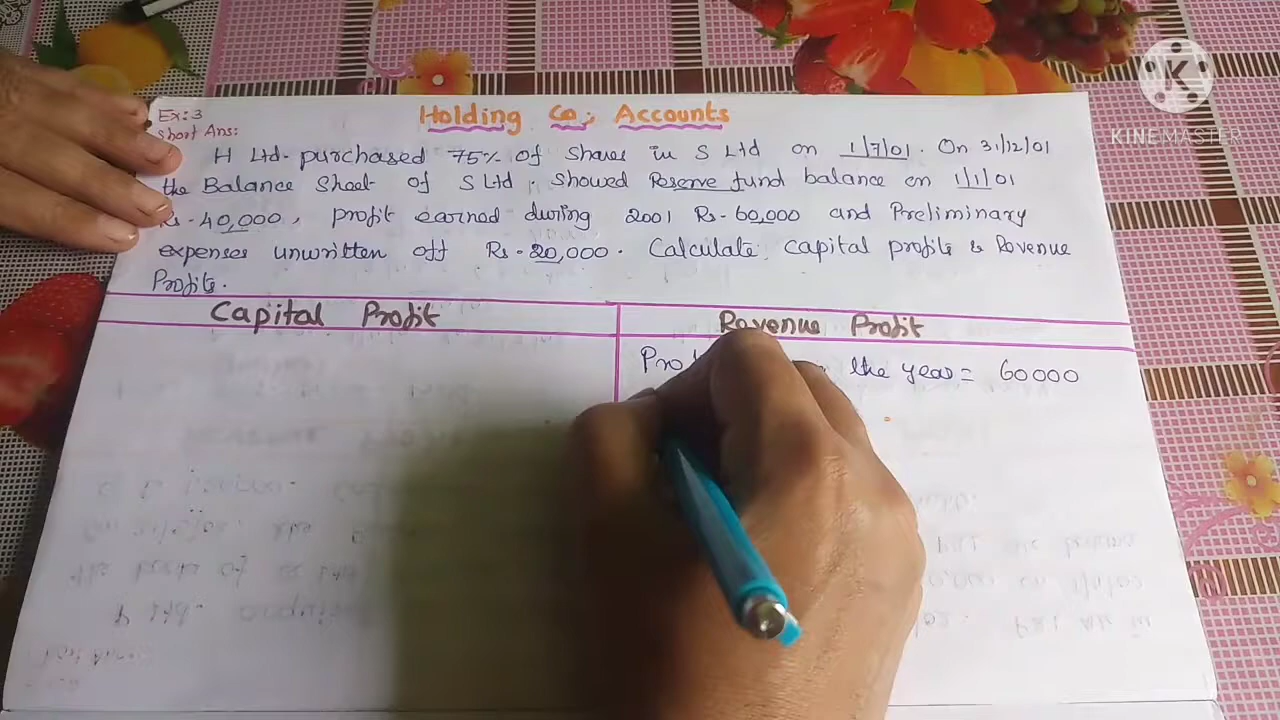 Ex: 3
Short Ans:
Holding Co; Accounts
H Ltd. purchased 75% of Shares in S Ltd on 1/7/01. On 31/12/01
the Balance Sheet of S Ltd. Showed Reserve fund balance on 1/1/01
Rs. 40,000, profit earned during 2001 Rs. 60,000 and Preliminary
expenses unwritten off Rs. 20,000. Calculate capital profits & Revenue
Profits.
Capital Profit
Revenue Profit
the year = 60000
K
KINEMASTER